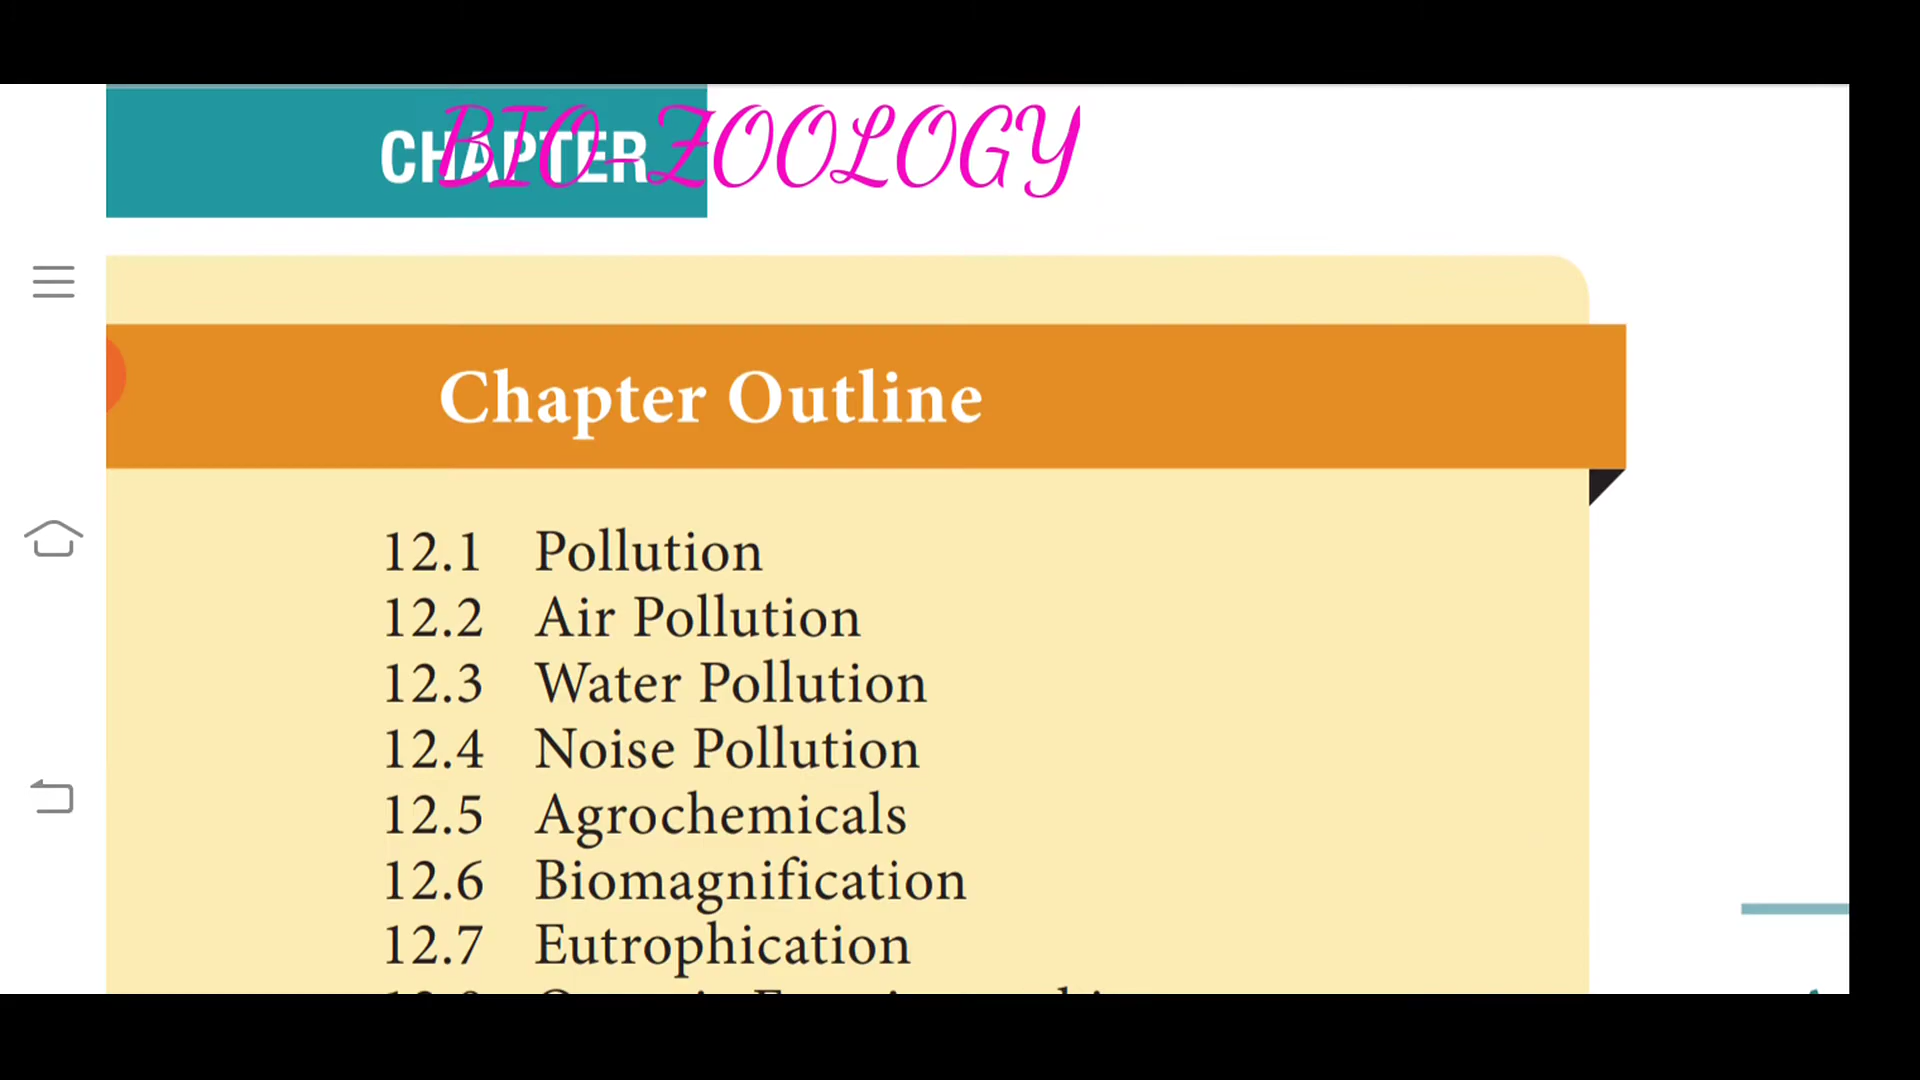 CHAPTER
BIO-ZOOLOGY
Chapter Outline
12.1 Pollution
12.2 Air Pollution
12.3 Water Pollution
12.4 Noise Pollution
12.5 Agrochemicals
12.6 Biomagnification
12.7 Eutrophication